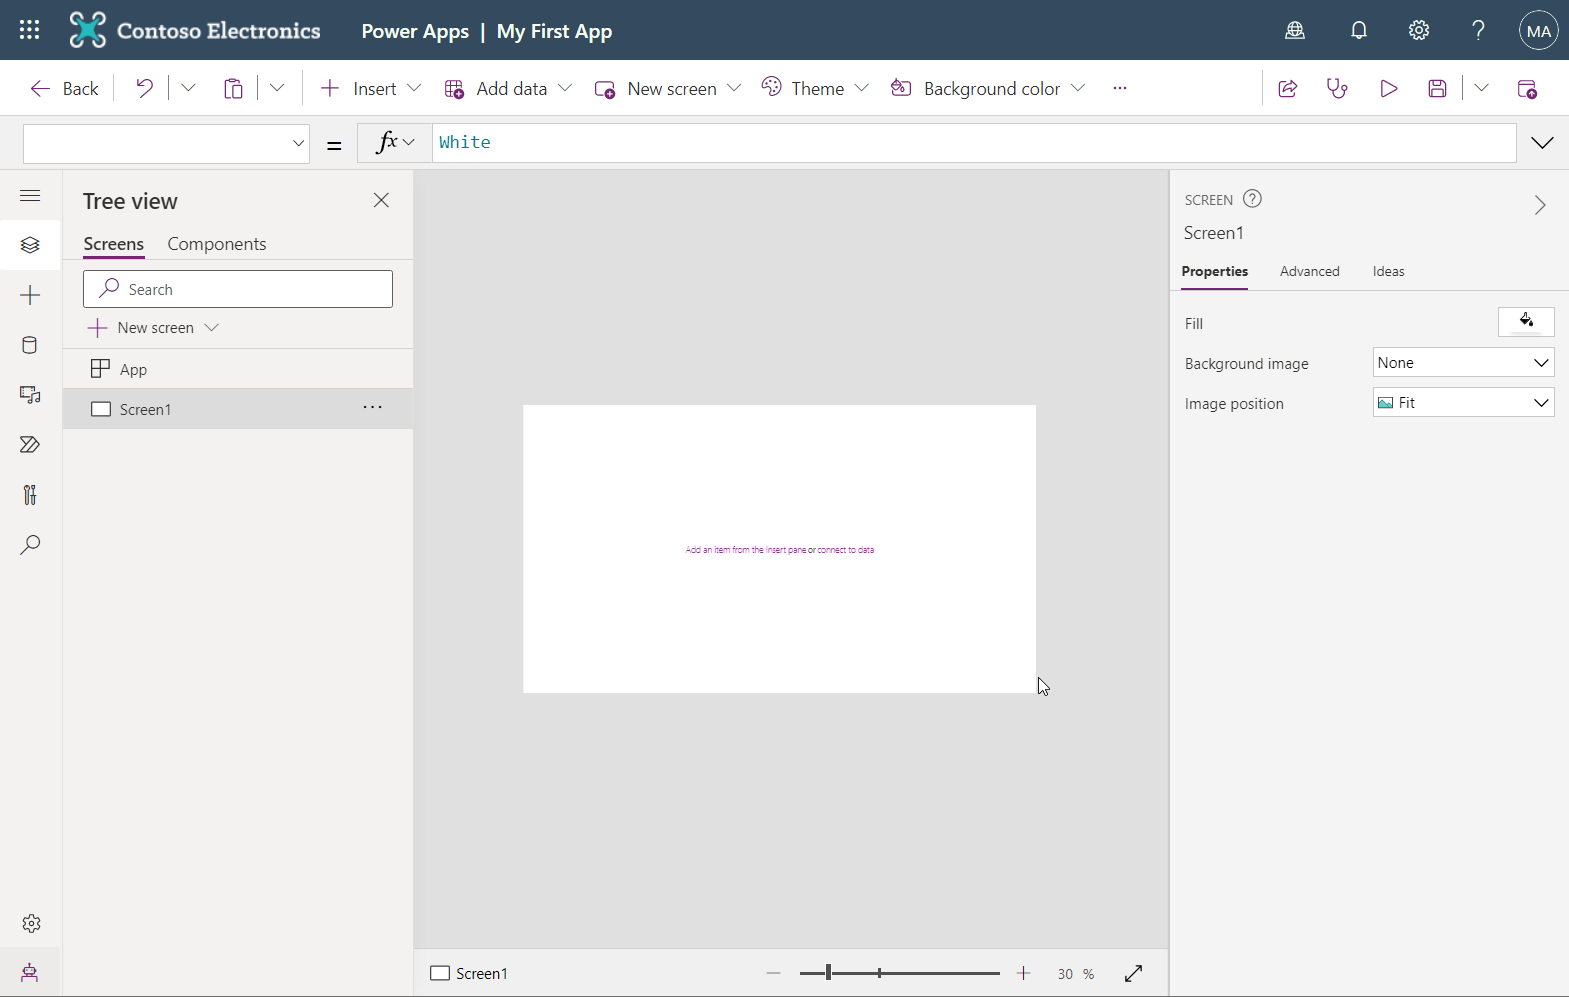 Contoso Electronics
Power Apps | My First App
MA
Back
Insert
Add data
New screen
Theme
Background color
=
fx
White
Tree view
Screens
Components
Search
New screen
App
Screen1
Add an item from the Insert pane or connect to data
SCREEN
Screen1
Properties
Advanced
Ideas
Fill
Background image
None
Image position
Fit
Screen1
30 %